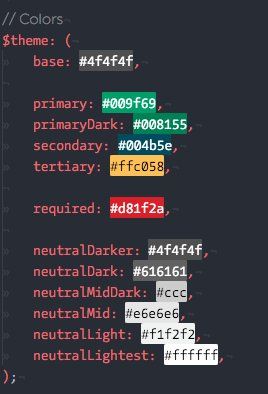 // Colors
$theme: (
base: #4f4f4f,
primary: #009f69,
primaryDark: #008155,
secondary: #004b5e,
tertiary: #ffc058,
required: #d81f2a,
neutralDarker: #4f4f4f,
neutralDark: #616161,
neutralMidDark: #ccc,
neutralMid: #e6e6e6,
neutralLight: #f1f2f2,
neutralLightest: #ffffff,
);